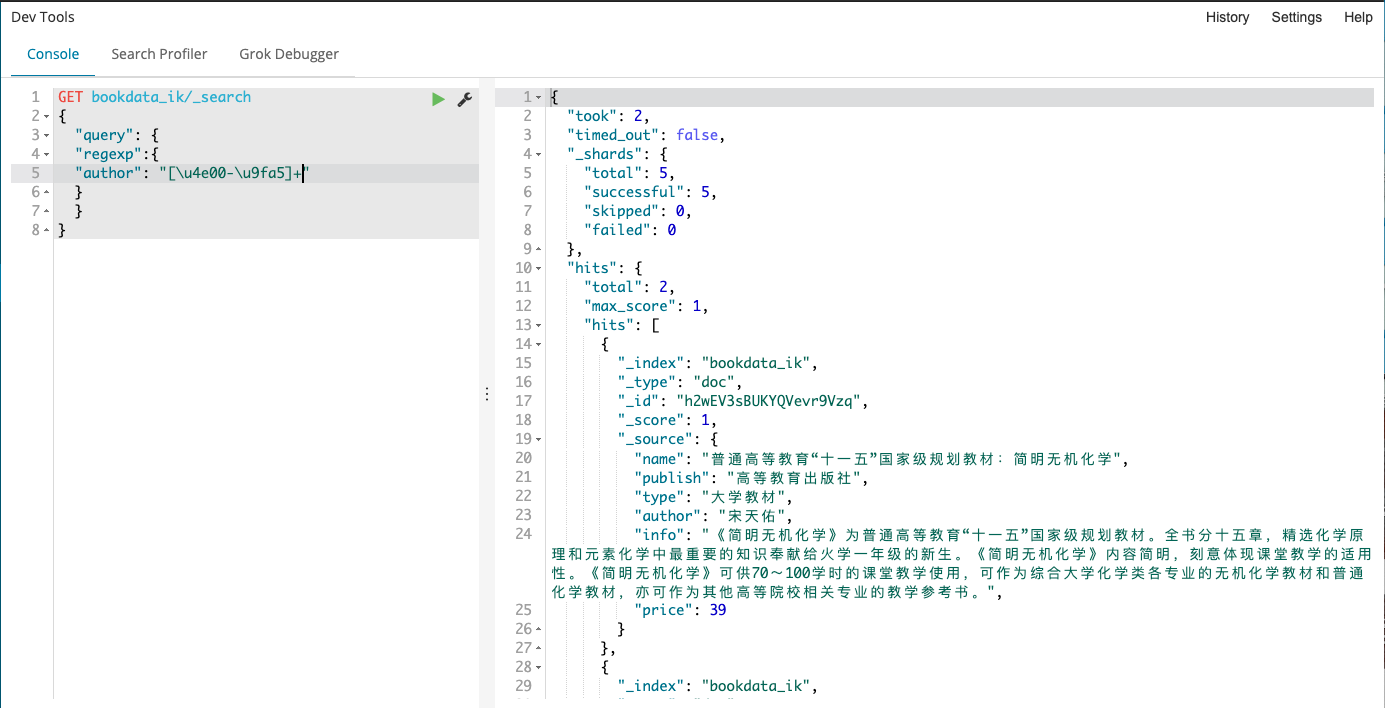 Dev Tools
History Settings Help
Console Search Profiler Grok Debugger
1 GET bookdata_ik/_search
2 {
3 "query": {
4 "regexp":{
5 "author": "[\u4e00-\u9fa5]+"
6 }
7 }
8 }
1 {
2 "took": 2,
3 "timed_out": false,
4 "_shards": {
5 "total": 5,
6 "successful": 5,
7 "skipped": 0,
8 "failed": 0
9 },
10 "hits": {
11 "total": 2,
12 "max_score": 1,
13 "hits": [
14 {
15 "_index": "bookdata_ik",
16 "_type": "doc",
17 "_id": "h2wEV3sBUKYQVevr9Vzq",
18 "_score": 1,
19 "_source": {
20 "name": "普通高等教育“十一五”国家级规划教材：简明无机化学",
21 "publish": "高等教育出版社",
22 "type": "大学教材",
23 "author": "宋天佑",
24 "info": "《简明无机化学》为普通高等教育“十一五”国家级规划教材。全书分十五章，精选化学原
理和元素化学中最重要的知识奉献给火学一年级的新生。《简明无机化学》内容简明，刻意体现课堂教学的适用
性。《简明无机化学》可供70～100学时的课堂教学使用，可作为综合大学化学类各专业的无机化学教材和普通
化学教材，亦可作为其他高等院校相关专业的教学参考书。",
25 "price": 39
26 }
27 },
28 {
29 "_index": "bookdata_ik",